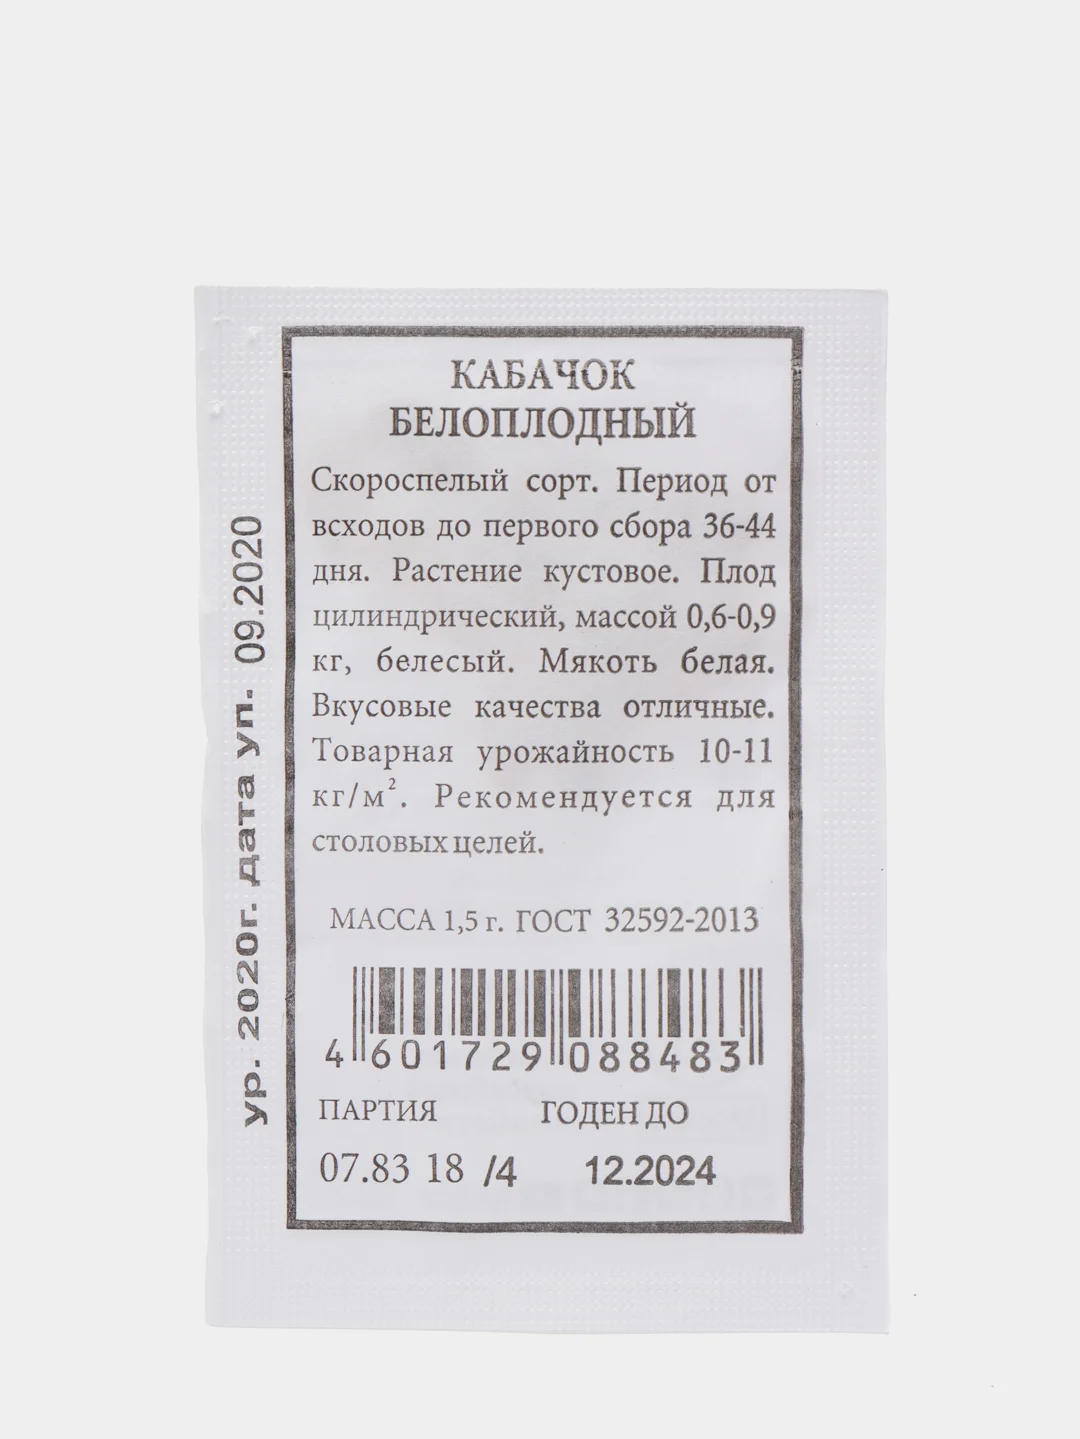 КАБАЧОК
БЕЛОПЛОДНЫЙ
Скороспелый сорт. Период от
всходов до первого сбора 36-44
дня. Растение кустовое. Плод
цилиндрический, массой 0,6-0,9
кг, белесый. Мякоть белая.
Вкусовые качества отличные.
Товарная урожайность 10-11
кг/м². Рекомендуется для
столовых целей.
МАССА 1,5 г. ГОСТ 32592-2013
4 601729 088483
ПАРТИЯ ГОДЕН ДО
07.83 18 /4 12.2024
ур. 2020г. дата уп. 09.2020